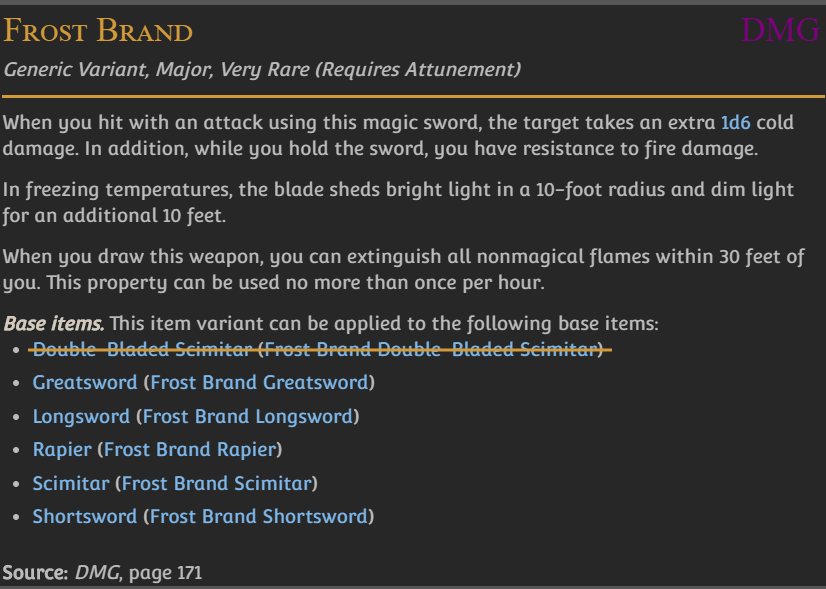 Frost Brand
DMG
Generic Variant, Major, Very Rare (Requires Attunement)
When you hit with an attack using this magic sword, the target takes an extra 1d6 cold
damage. In addition, while you hold the sword, you have resistance to fire damage.
In freezing temperatures, the blade sheds bright light in a 10-foot radius and dim light
for an additional 10 feet.
When you draw this weapon, you can extinguish all nonmagical flames within 30 feet of
you. This property can be used no more than once per hour.
Base items. This item variant can be applied to the following base items:
• Double-Bladed Scimitar (Frost Brand Double-Bladed Scimitar)
• Greatsword (Frost Brand Greatsword)
• Longsword (Frost Brand Longsword)
• Rapier (Frost Brand Rapier)
• Scimitar (Frost Brand Scimitar)
• Shortsword (Frost Brand Shortsword)
Source: DMG, page 171